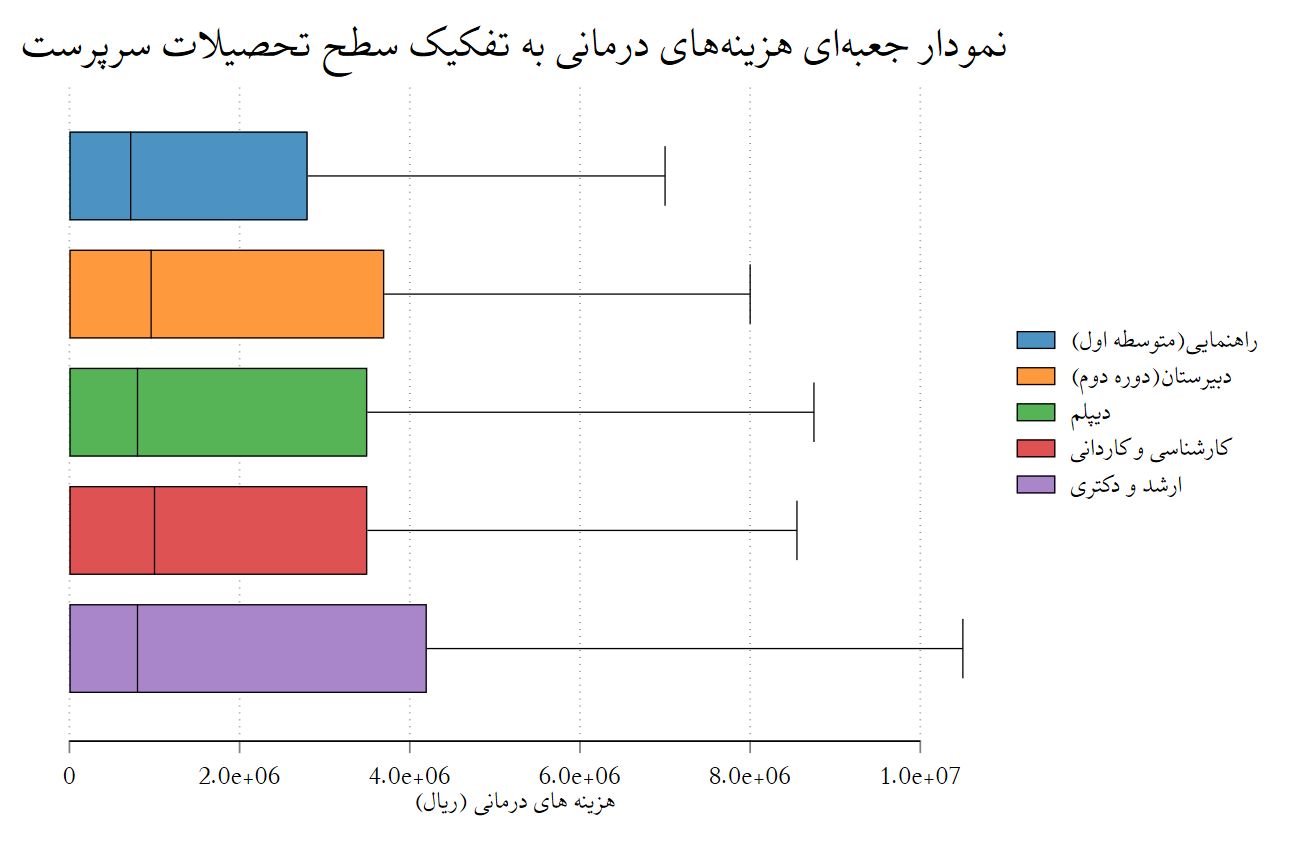 نمودار جعبه‌ای هزینه‌های درمانی به تفکیک سطح تحصیلات سرپرست
راهنمایی(متوسطه اول)
دبیرستان(دوره دوم)
دیپلم
کارشناسی و کاردانی
ارشد و دکتری
0 2.0e+06 4.0e+06 6.0e+06 8.0e+06 1.0e+07
هزینه های درمانی (ریال)